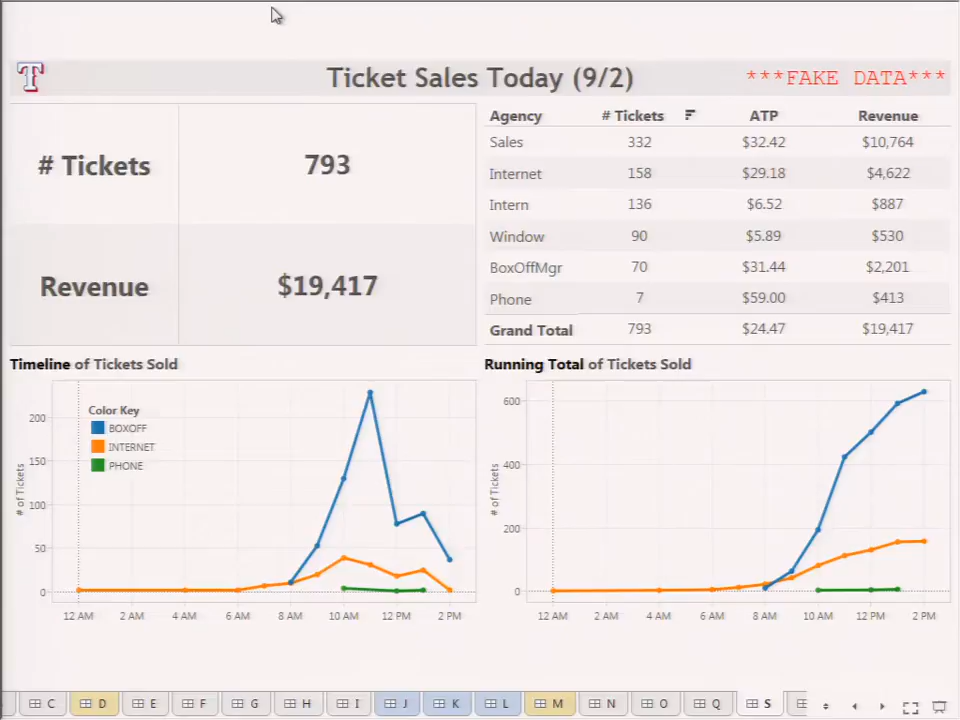 T
Ticket Sales Today (9/2)
***FAKE DATA***
# Tickets 793
Revenue $19,417
Agency # Tickets ATP Revenue
Sales 332 $32.42 $10,764
Internet 158 $29.18 $4,622
Intern 136 $6.52 $887
Window 90 $5.89 $530
BoxOffMgr 70 $31.44 $2,201
Phone 7 $59.00 $413
Grand Total 793 $24.47 $19,417
Timeline of Tickets Sold
Color Key
BOXOFF
INTERNET
PHONE
# of Tickets
200
150
100
50
0
12 AM 2 AM 4 AM 6 AM 8 AM 10 AM 12 PM 2 PM
Running Total of Tickets Sold
# of Tickets
600
400
200
0
12 AM 2 AM 4 AM 6 AM 8 AM 10 AM 12 PM 2 PM
C D E F G H I J K L M N O Q S